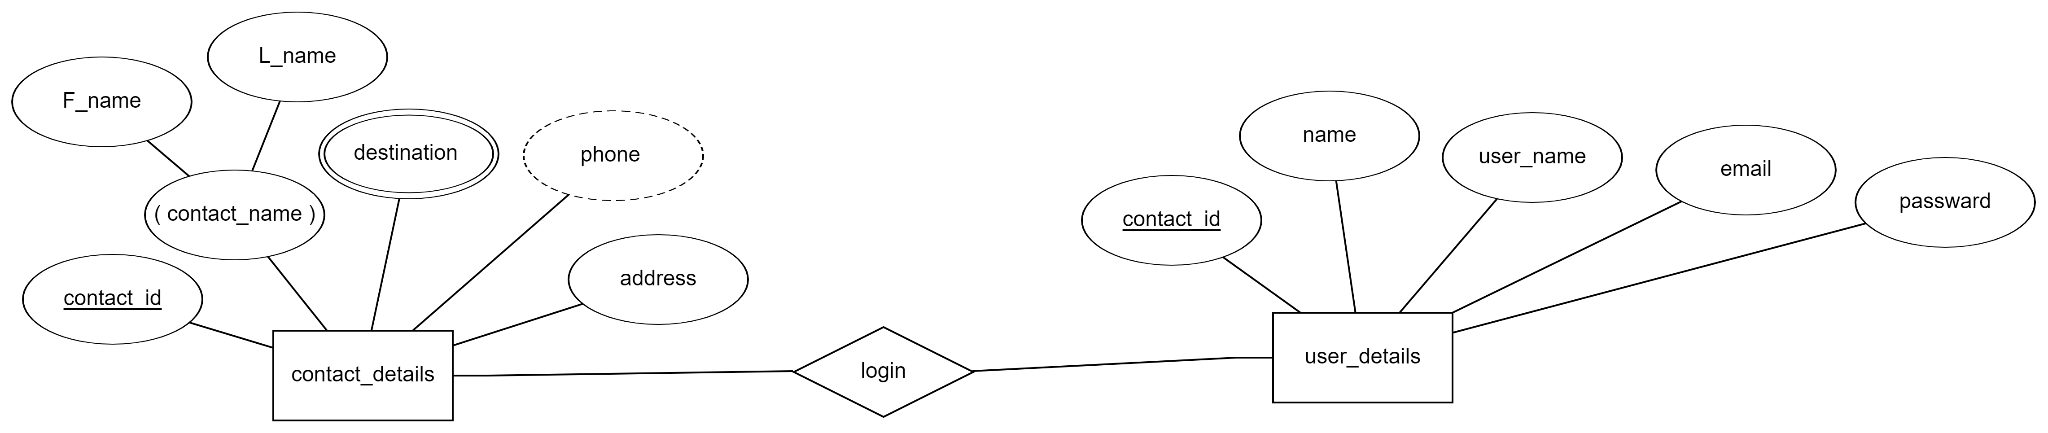 L_name
F_name
destination
phone
( contact_name )
address
contact_id
contact_details
login
name
user_name
email
passward
contact_id
user_details